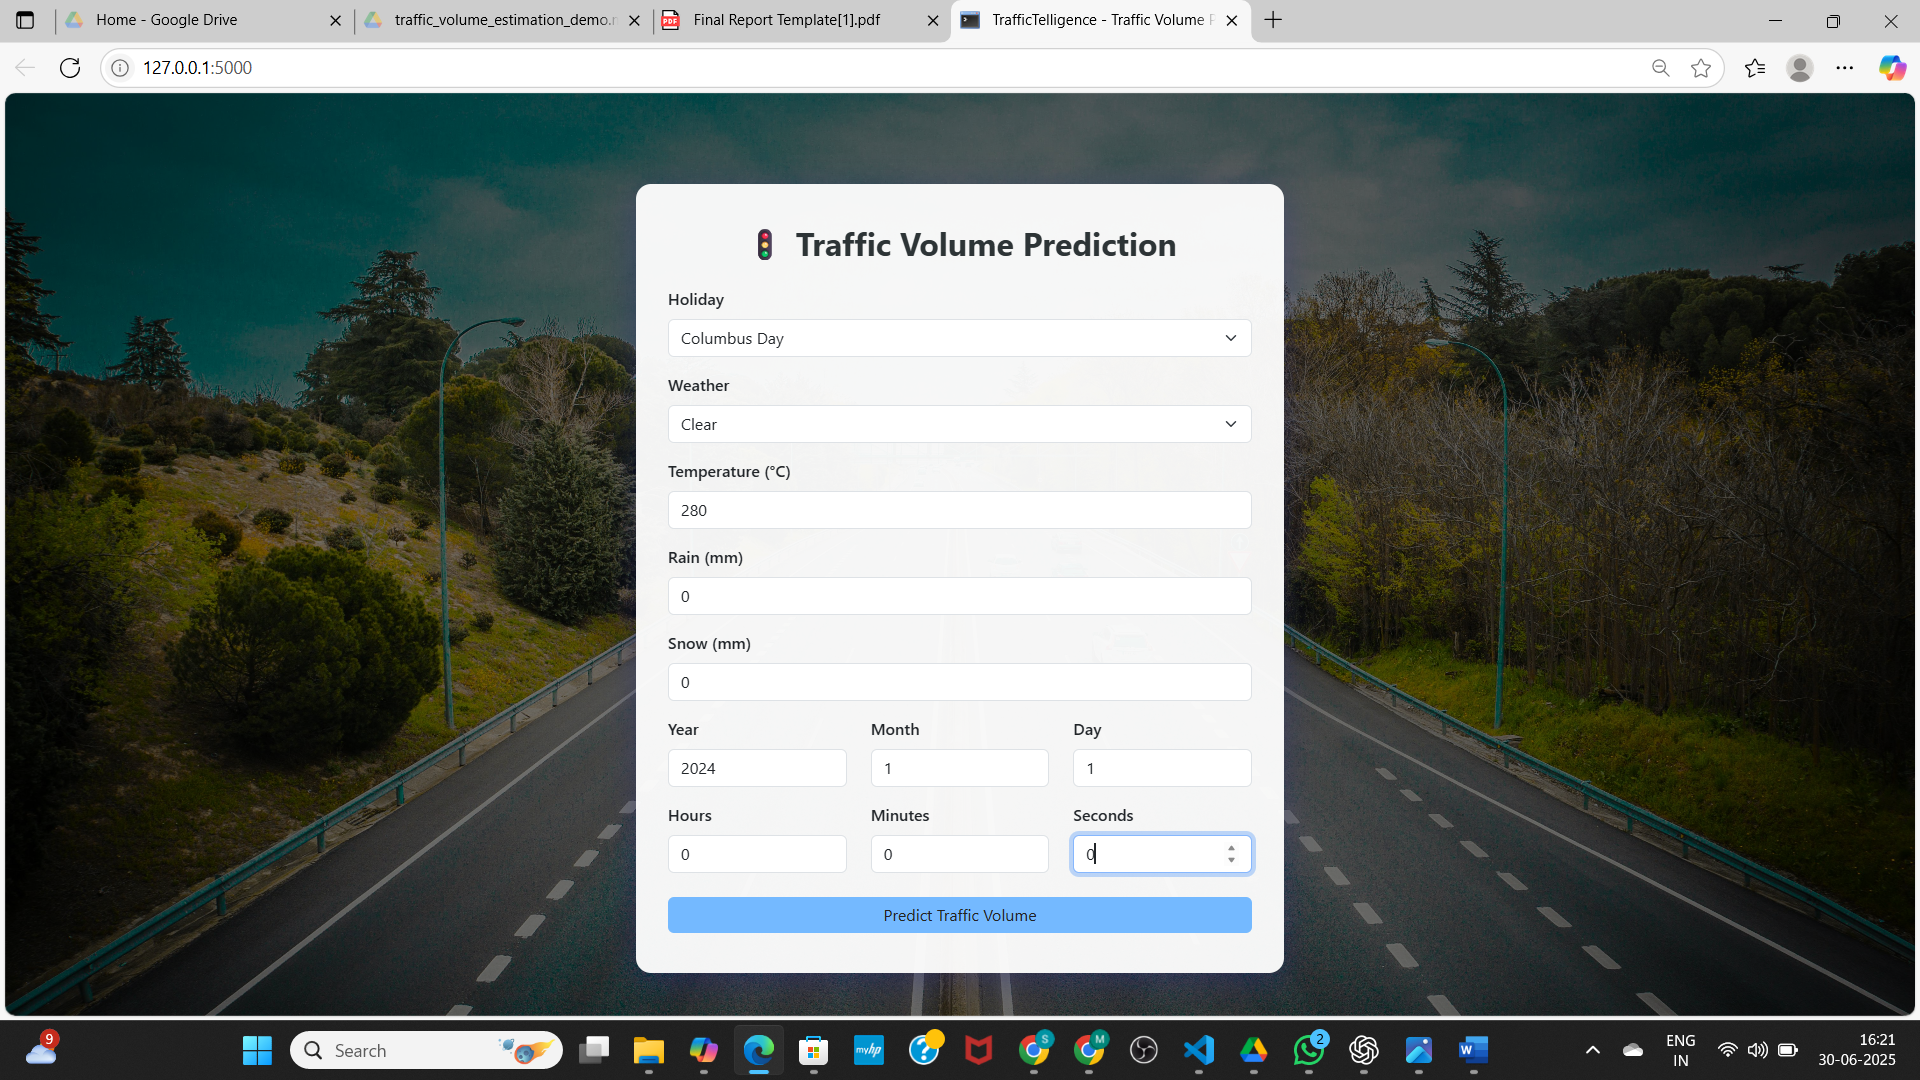 Home - Google Drive
traffic_volume_estimation_demo.
Final Report Template[1].pdf
TrafficTelligence - Traffic Volume P
127.0.0.1:5000
Traffic Volume Prediction
Holiday
Columbus Day
Weather
Clear
Temperature (°C)
280
Rain (mm)
0
Snow (mm)
0
Year Month Day
2024 1 1
Hours Minutes Seconds
0 0 0
Predict Traffic Volume
9
Search
myhp
S
M
2
W
ENG
IN
16:21
30-06-2025